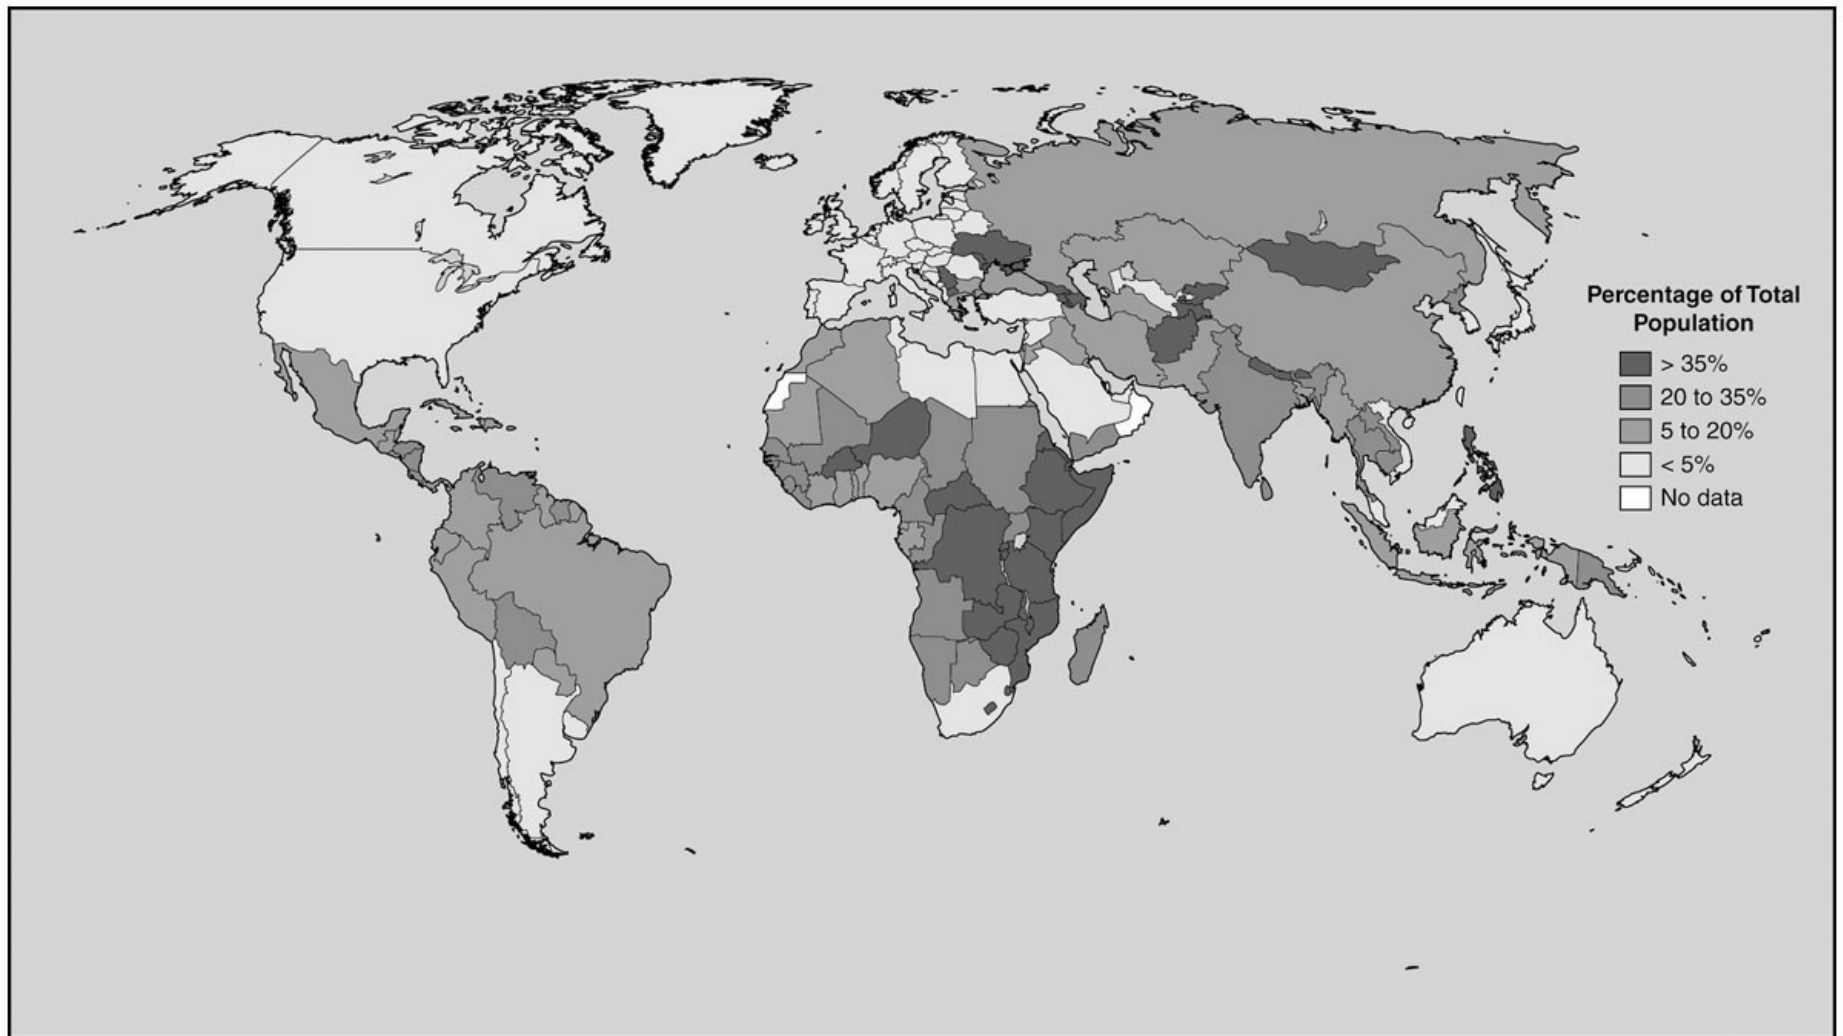 Percentage of Total
Population
> 35%
20 to 35%
5 to 20%
< 5%
No data